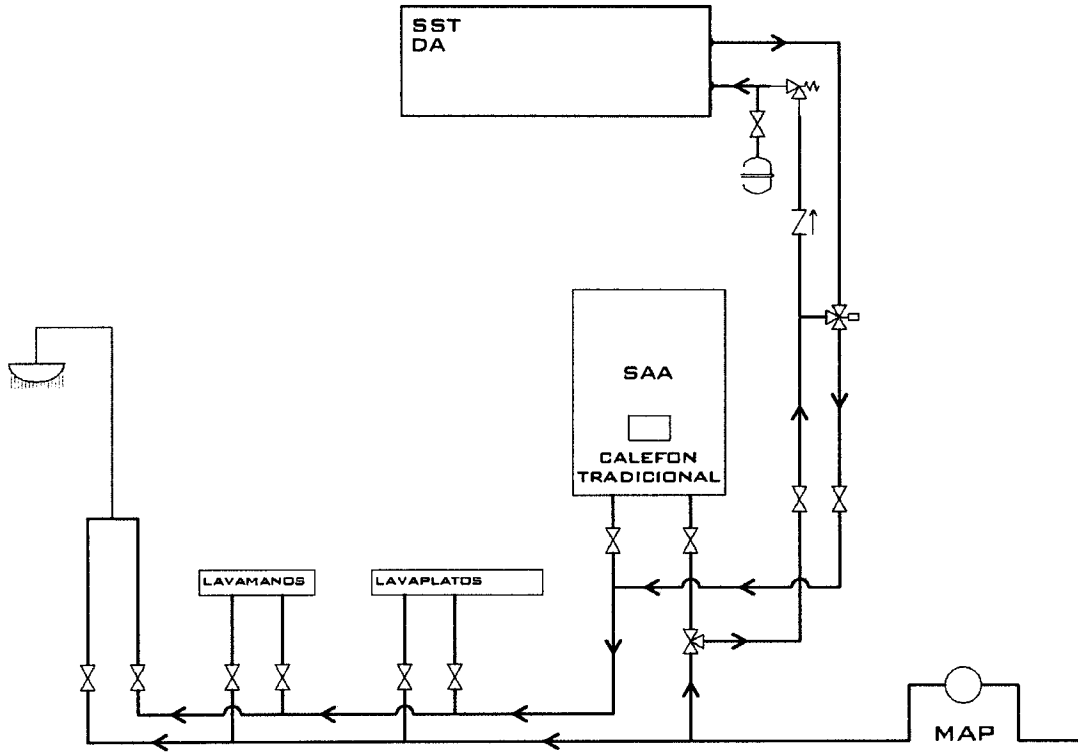 SST
DA
SAA
CALEFON
TRADICIONAL
LAVAMANOS
LAVAPLATOS
MAP